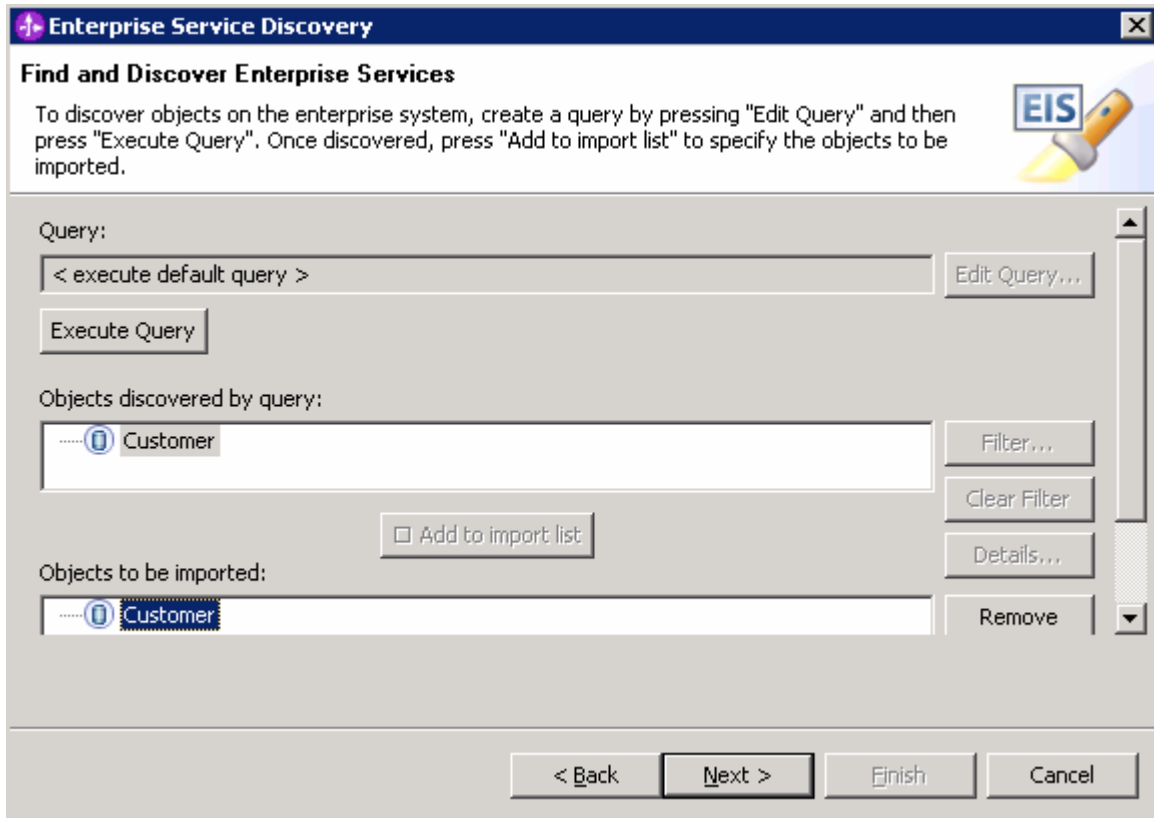 Enterprise Service Discovery
Find and Discover Enterprise Services
To discover objects on the enterprise system, create a query by pressing "Edit Query" and then
press "Execute Query". Once discovered, press "Add to import list" to specify the objects to be
imported.
EIS
Query:
< execute default query >
Edit Query...
Execute Query
Objects discovered by query:
Customer
Filter...
Clear Filter
Add to import list
Details...
Objects to be imported:
Customer
Remove
< Back
Next >
Finish
Cancel